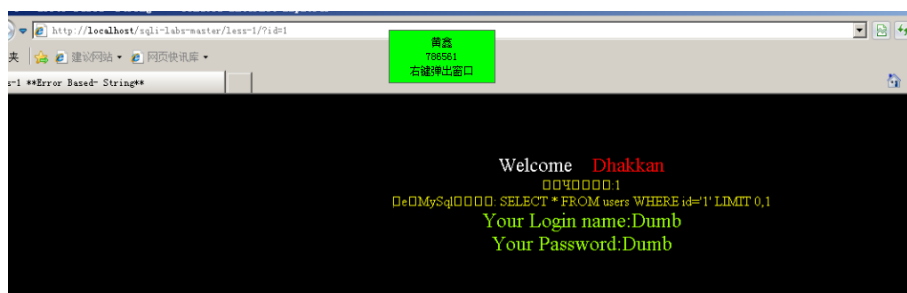 http://localhost/sqli-labs-master/less-1/?id=1
黄鑫
786561
右键弹出窗口
夹 建议网站 网页快讯库
s-1 **Error Based- String**
Welcome Dhakkan
:1
MySql: SELECT * FROM users WHERE id='1' LIMIT 0,1
Your Login name:Dumb
Your Password:Dumb